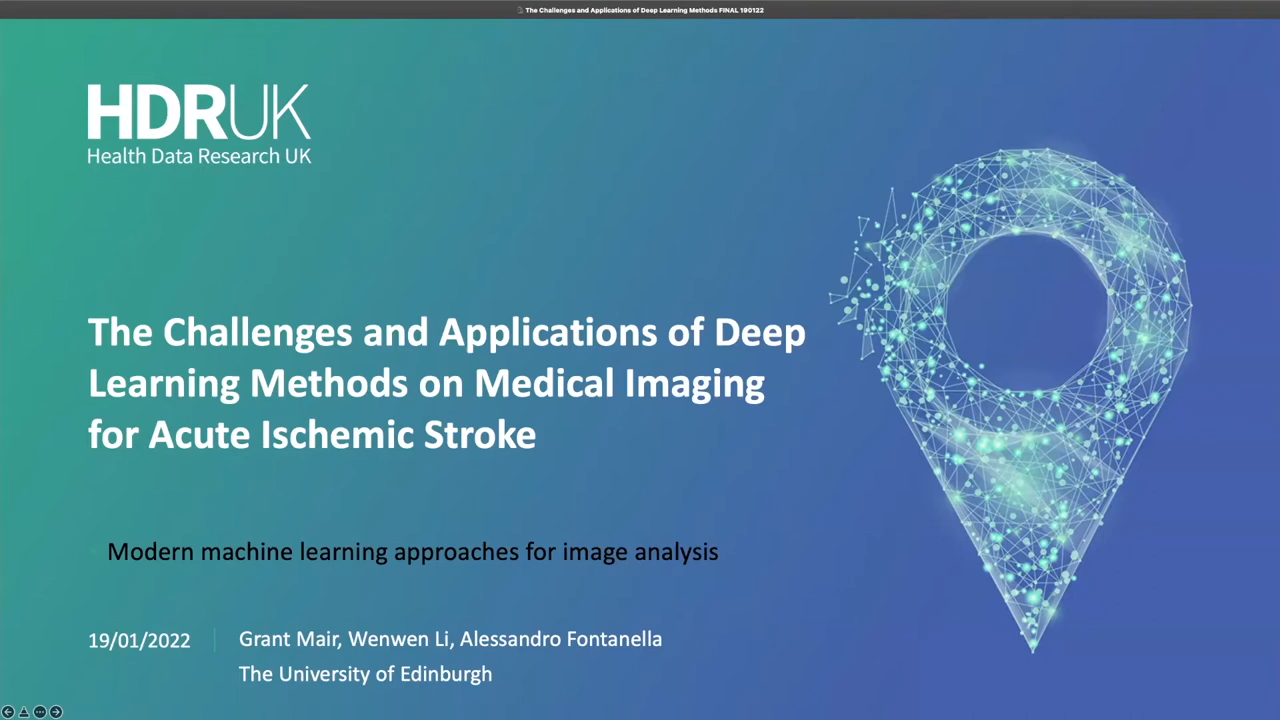 The Challenges and Applications of Deep Learning Methods FINAL 190122
HDRUK
Health Data Research UK
The Challenges and Applications of Deep
Learning Methods on Medical Imaging
for Acute Ischemic Stroke
Modern machine learning approaches for image analysis
19/01/2022
Grant Mair, Wenwen Li, Alessandro Fontanella
The University of Edinburgh